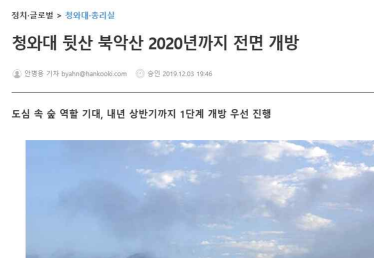 정치·글로벌 > 청와대·총리실
청와대 뒷산 북악산 2020년까지 전면 개방
안병용 기자 byahn@hankooki.com 승인 2019.12.03 19:46
도심 속 숲 역할 기대, 내년 상반기까지 1단계 개방 우선 진행